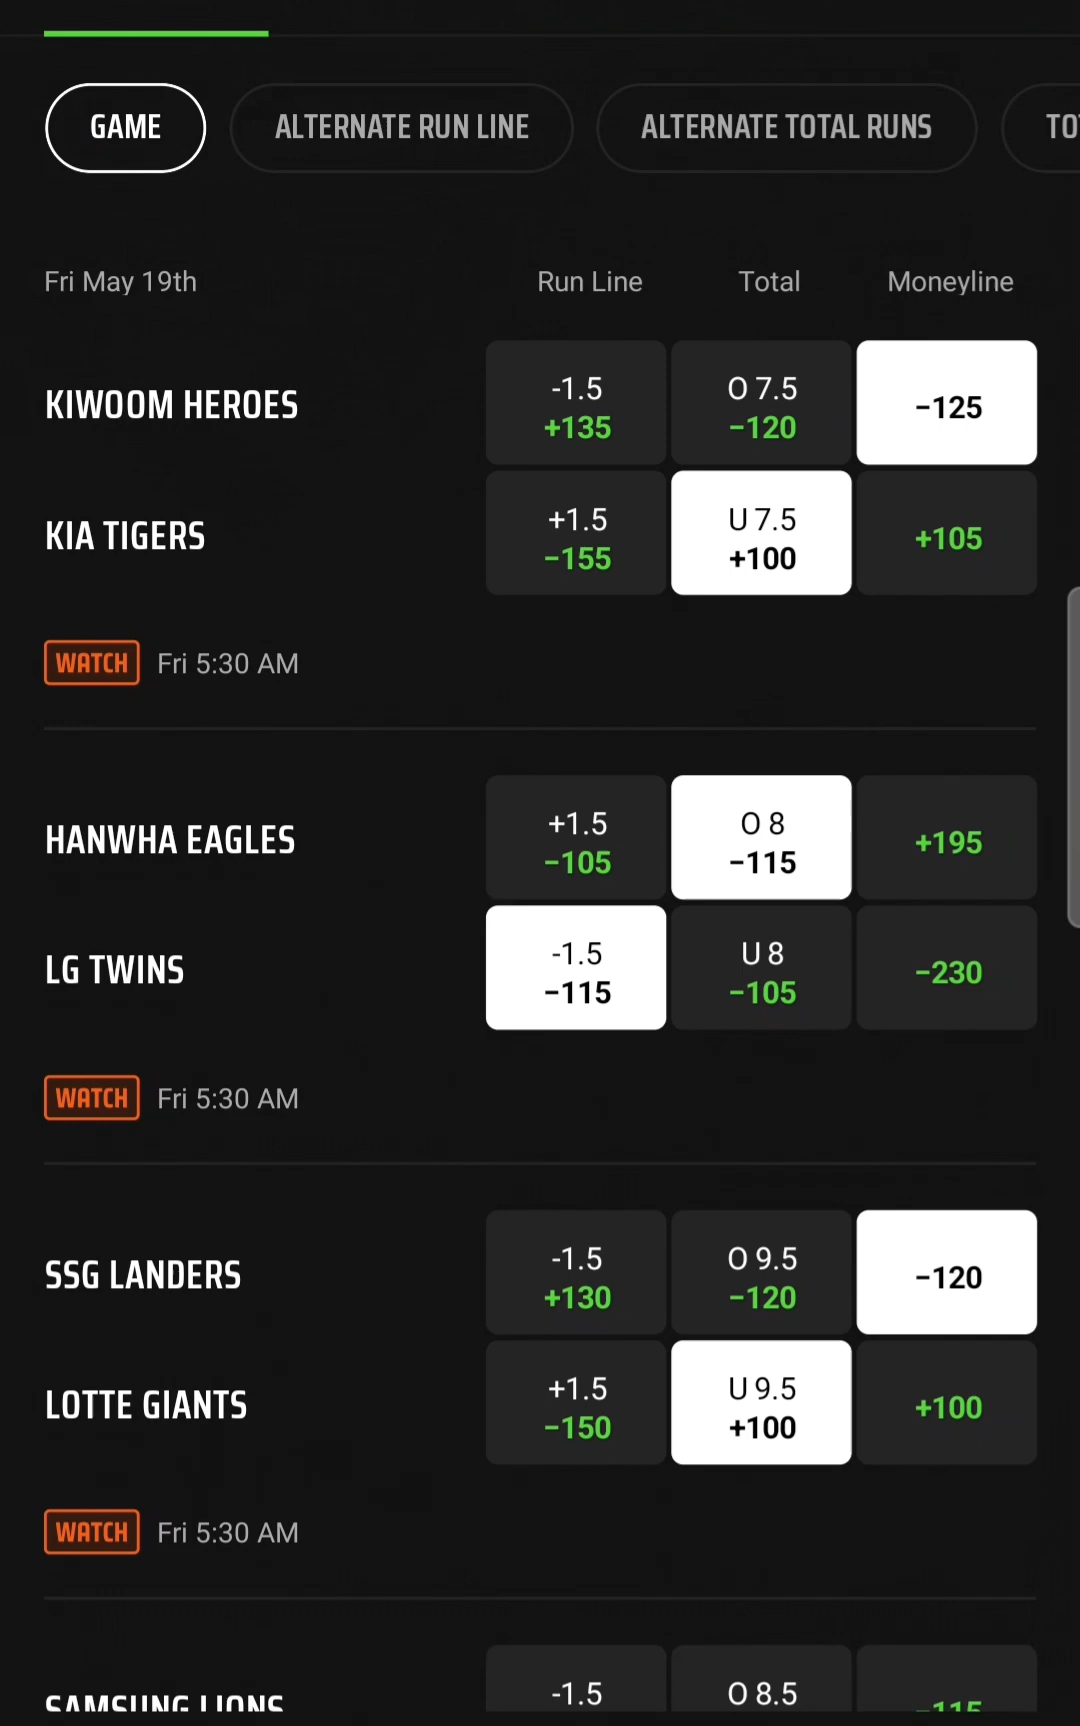 GAME ALTERNATE RUN LINE ALTERNATE TOTAL RUNS
Fri May 19th Run Line Total Moneyline
-1.5 O 7.5
KIWOOM HEROES −125
+135 −120
+1.5 U 7.5
KIA TIGERS +105
−155 +100
WATCH Fri 5:30 AM
+1.5 O 8
HANWHA EAGLES +195
−105 −115
-1.5 U 8
LG TWINS −230
−115 −105
WATCH Fri 5:30 AM
-1.5 O 9.5
SSG LANDERS −120
+130 −120
+1.5 U 9.5
LOTTE GIANTS +100
−150 +100
WATCH Fri 5:30 AM
-1.5 O 8.5
SAMSUNG LIONS −115